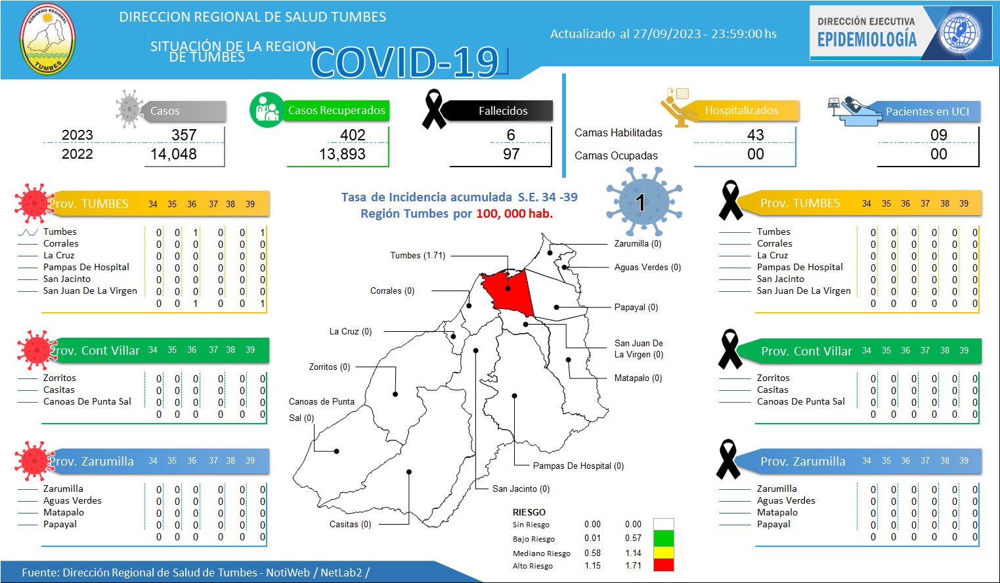 GOBIERNO REGIONAL
TUMBES
DIRECCION REGIONAL DE SALUD TUMBES
SITUACIÓN DE LA REGION
DE TUMBES
COVID-19
Actualizado al 27/09/2023 - 23:59:00 hs
DIRECCIÓN EJECUTIVA
EPIDEMIOLOGÍA
Casos
Casos Recuperados
Fallecidos
Hospitalizados
Pacientes en UCI
2023 357 402 6 Camas Habilitadas 43 09
2022 14,048 13,893 97 Camas Ocupadas 00 00
Prov. TUMBES 34 35 36 37 38 39
Tumbes 0 0 1 0 0 1
Corrales 0 0 0 0 0 0
La Cruz 0 0 0 0 0 0
Pampas De Hospital 0 0 0 0 0 0
San Jacinto 0 0 0 0 0 0
San Juan De La Virgen 0 0 0 0 0 0
0 0 1 0 0 1
Prov. Cont Villar 34 35 36 37 38 39
Zorritos 0 0 0 0 0 0
Casitas 0 0 0 0 0 0
Canoas De Punta Sal 0 0 0 0 0 0
0 0 0 0 0 0
Prov. Zarumilla 34 35 36 37 38 39
Zarumilla 0 0 0 0 0 0
Aguas Verdes 0 0 0 0 0 0
Matapalo 0 0 0 0 0 0
Papayal 0 0 0 0 0 0
0 0 0 0 0 0
Tasa de Incidencia acumulada S.E. 34 -39
Región Tumbes por 100, 000 hab.
1
Zarumilla (0)
Tumbes (1.71)
Aguas Verdes (0)
Corrales (0)
Papayal (0)
La Cruz (0)
San Juan De
La Virgen (0)
Zorritos (0)
Matapalo (0)
Canoas de Punta
Sal (0)
Pampas De Hospital (0)
San Jacinto (0)
Casitas (0)
RIESGO
Sin Riesgo 0.00 0.00
Bajo Riesgo 0.01 0.57
Mediano Riesgo 0.58 1.14
Alto Riesgo 1.15 1.71
Prov. TUMBES 34 35 36 37 38 39
Tumbes 0 0 0 0 0 0
Corrales 0 0 0 0 0 0
La Cruz 0 0 0 0 0 0
Pampas De Hospital 0 0 0 0 0 0
San Jacinto 0 0 0 0 0 0
San Juan De La Virgen 0 0 0 0 0 0
0 0 0 0 0 0
Prov. Cont Villar 34 35 36 37 38 39
Zorritos 0 0 0 0 0 0
Casitas 0 0 0 0 0 0
Canoas De Punta Sal 0 0 0 0 0 0
0 0 0 0 0 0
Prov. Zarumilla 34 35 36 37 38 39
Zarumilla 0 0 0 0 0 0
Aguas Verdes 0 0 0 0 0 0
Matapalo 0 0 0 0 0 0
Papayal 0 0 0 0 0 0
0 0 0 0 0 0
Fuente: Dirección Regional de Salud de Tumbes - NotiWeb / NetLab2 /